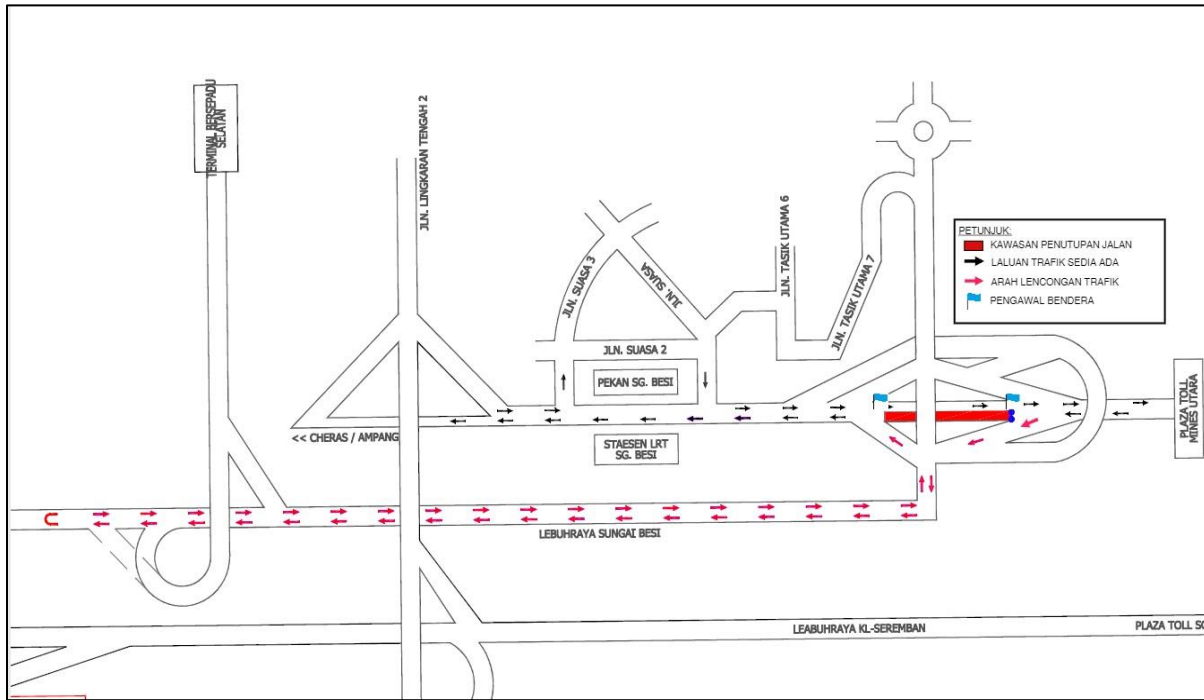 TERMINAL BERSEPADU
SELATAN
JLN. LINGKARAN TENGAH 2
JLN. SUASA 3
JLN. SUASA
JLN. TASIK UTAMA 6
JLN. TASIK UTAMA 7
PETUNJUK:
KAWASAN PENUTUPAN JALAN
LALUAN TRAFIK SEDIA ADA
ARAH LENCONGAN TRAFIK
PENGAWAL BENDERA
JLN. SUASA 2
PEKAN SG. BESI
<< CHERAS / AMPANG
STAESEN LRT
SG. BESI
PLAZA TOLL
MINES UTARA
LEBUHRAYA SUNGAI BESI
LEABUHRAYA KL-SEREMBAN
PLAZA TOLL